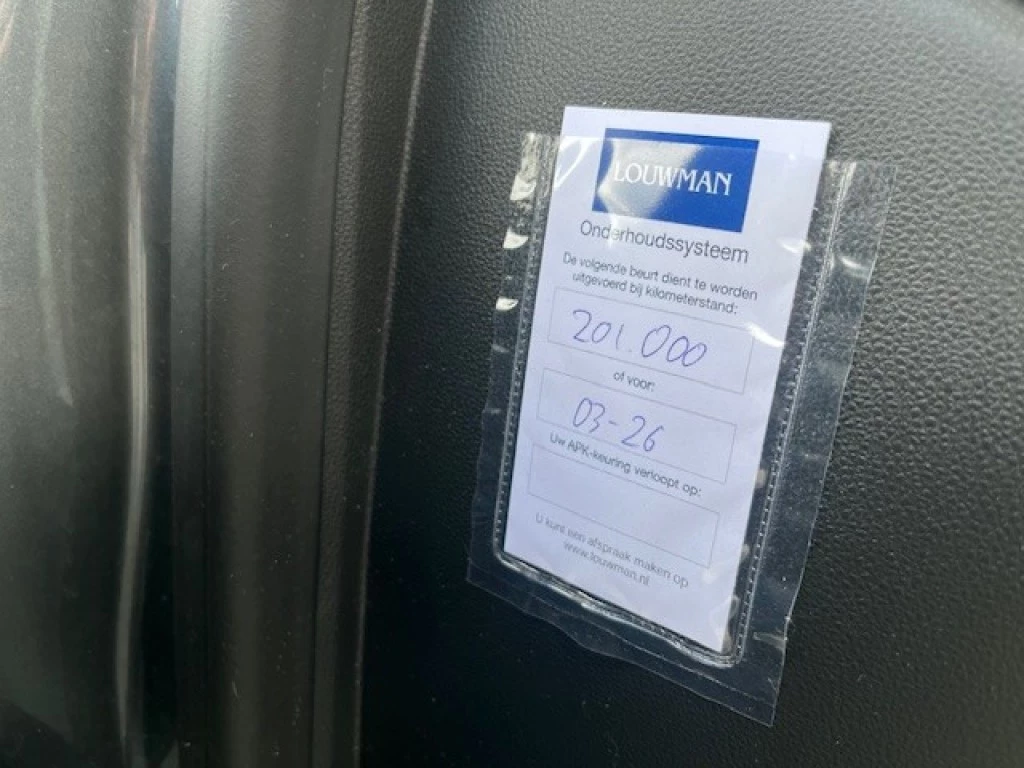 LOUWMAN
Onderhoudssysteem
De volgende beurt dient te worden
uitgevoerd bij kilometerstand:
201.000
of voor:
03-26
Uw APK-keuring verloopt op:
U kunt een afspraak maken op
www.louwman.nl